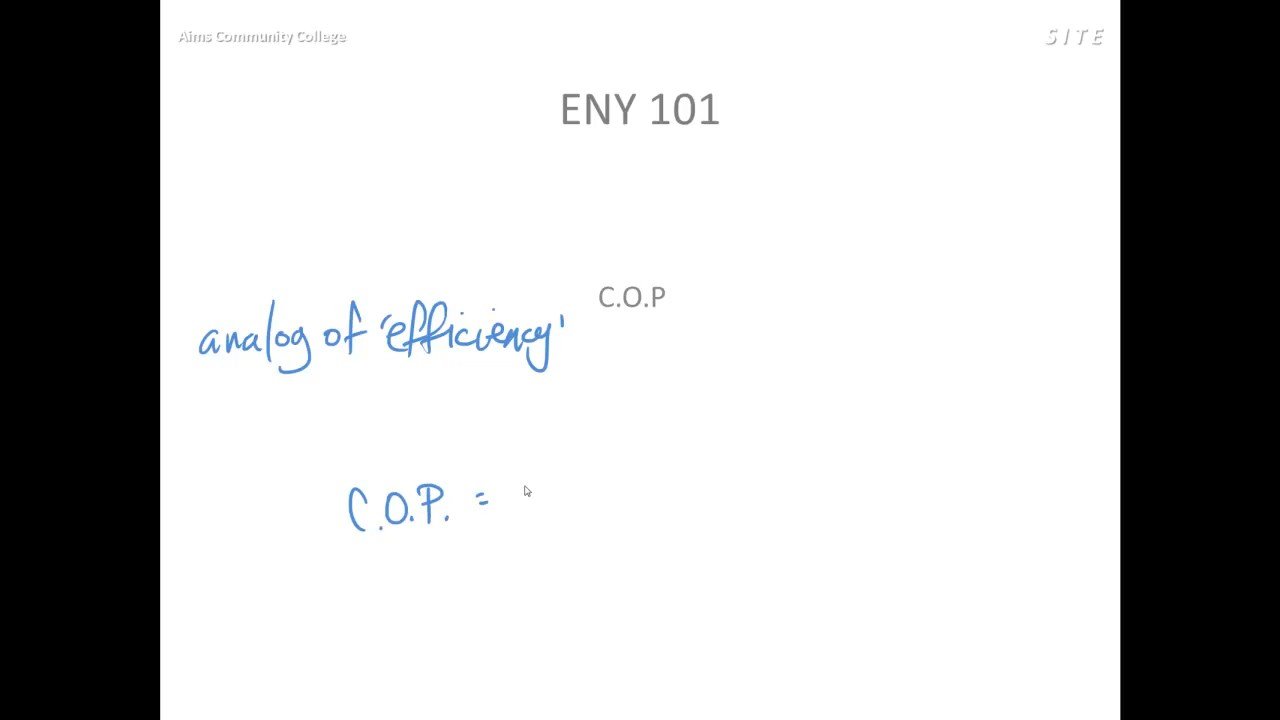 Aims Community College
SITE
ENY 101
C.O.P
analog of 'efficiency'
C.O.P. =